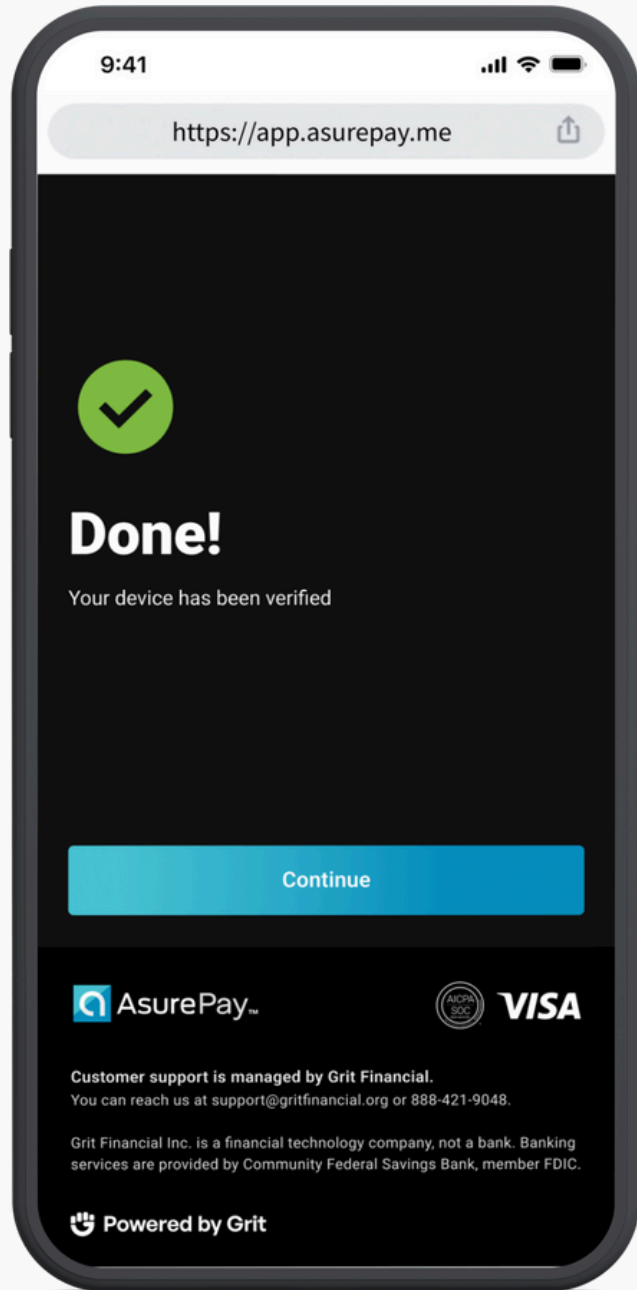 9:41
https://app.asurepay.me
Done!
Your device has been verified
Continue
AsurePay™
AICPA
SOC
VISA
Customer support is managed by Grit Financial.
You can reach us at support@gritfinancial.org or 888-421-9048.
Grit Financial Inc. is a financial technology company, not a bank. Banking
services are provided by Community Federal Savings Bank, member FDIC.
Powered by Grit